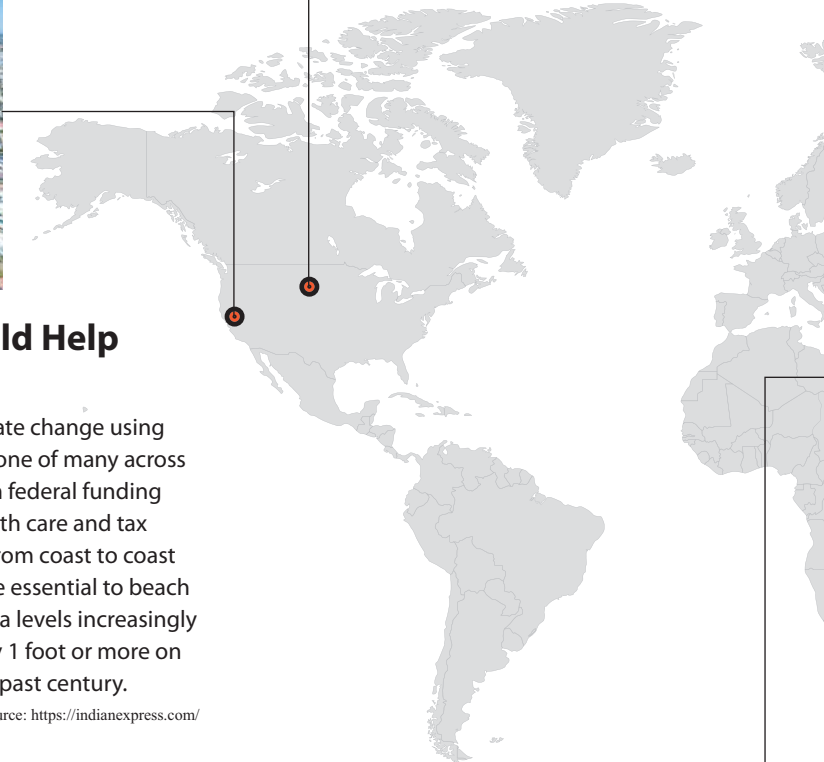 ld Help
ate change using
one of many across
federal funding
th care and tax
rom coast to coast
essential to beach
a levels increasingly
1 foot or more on
past century.
rce: https://indianexpress.com/